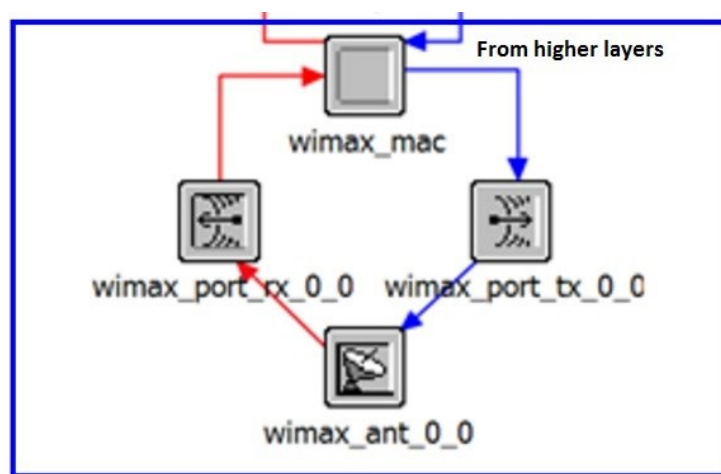 From higher layers
wimax_mac
wimax_port_rx_0_0
wimax_port_tx_0_0
wimax_ant_0_0